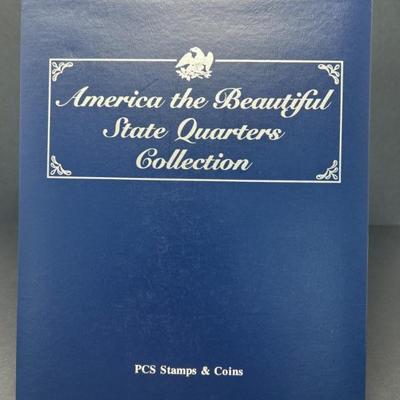 America the Beautiful
State Quarters
Collection
PCS Stamps & Coins